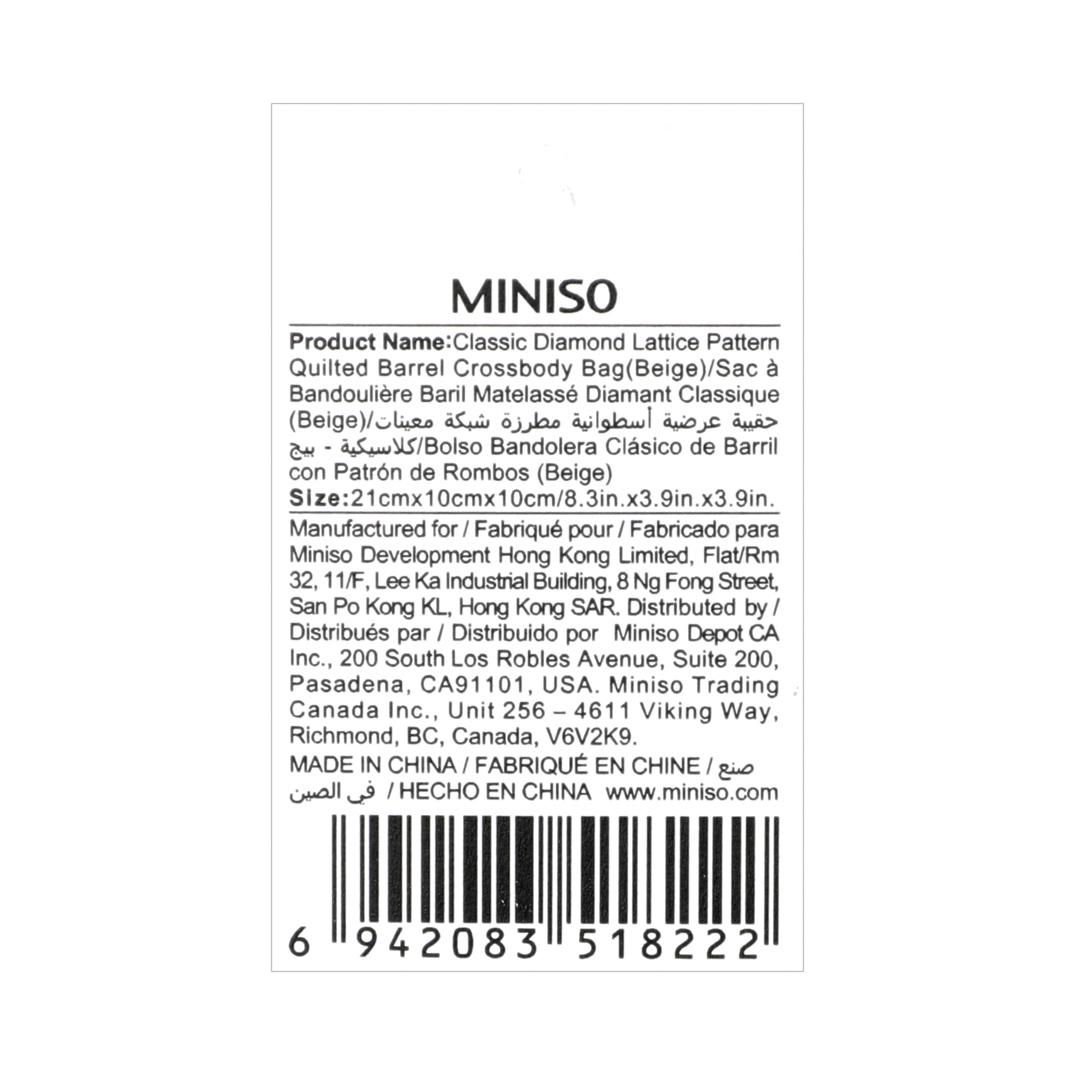 MINISO
Product Name:Classic Diamond Lattice Pattern
Quilted Barrel Crossbody Bag(Beige)/Sac à
Bandoulière Baril Matelassé Diamant Classique
(Beige)/حقيبة عرضية أسطوانية مطرزة شبكة معينات
كلاسيكية - بيج/Bolso Bandolera Clásico de Barril
con Patrón de Rombos (Beige)
Size:21cmx10cmx10cm/8.3in.x3.9in.x3.9in.
Manufactured for / Fabriqué pour / Fabricado para
Miniso Development Hong Kong Limited, Flat/Rm
32, 11/F, Lee Ka Industrial Building, 8 Ng Fong Street,
San Po Kong KL, Hong Kong SAR. Distributed by /
Distribués par / Distribuido por Miniso Depot CA
Inc., 200 South Los Robles Avenue, Suite 200,
Pasadena, CA91101, USA. Miniso Trading
Canada Inc., Unit 256 – 4611 Viking Way,
Richmond, BC, Canada, V6V2K9.
MADE IN CHINA / FABRIQUÉ EN CHINE / صنع
في الصين / HECHO EN CHINA www.miniso.com
6 942083 518222